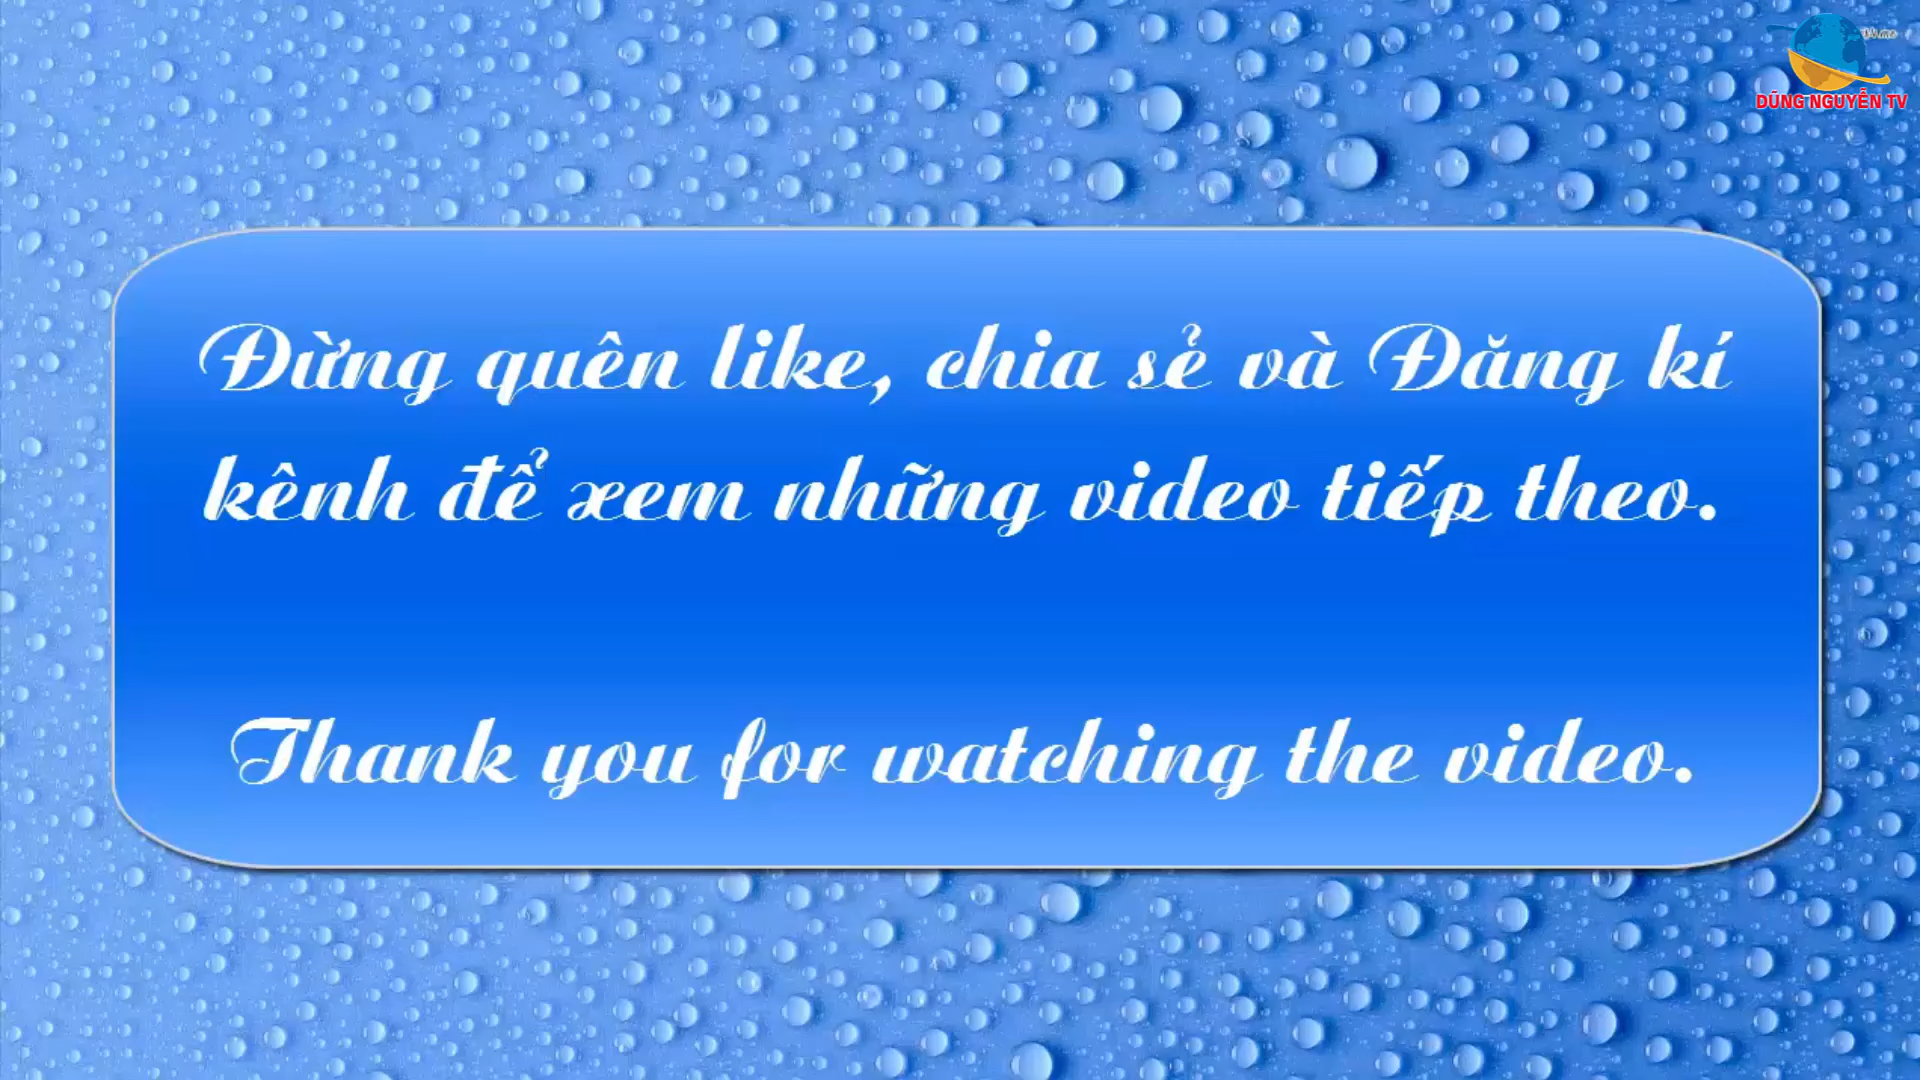 DŨNG NGUYỄN TV
Đừng quên like, chia sẻ và Đăng kí
kênh để xem những video tiếp theo.
Thank you for watching the video.